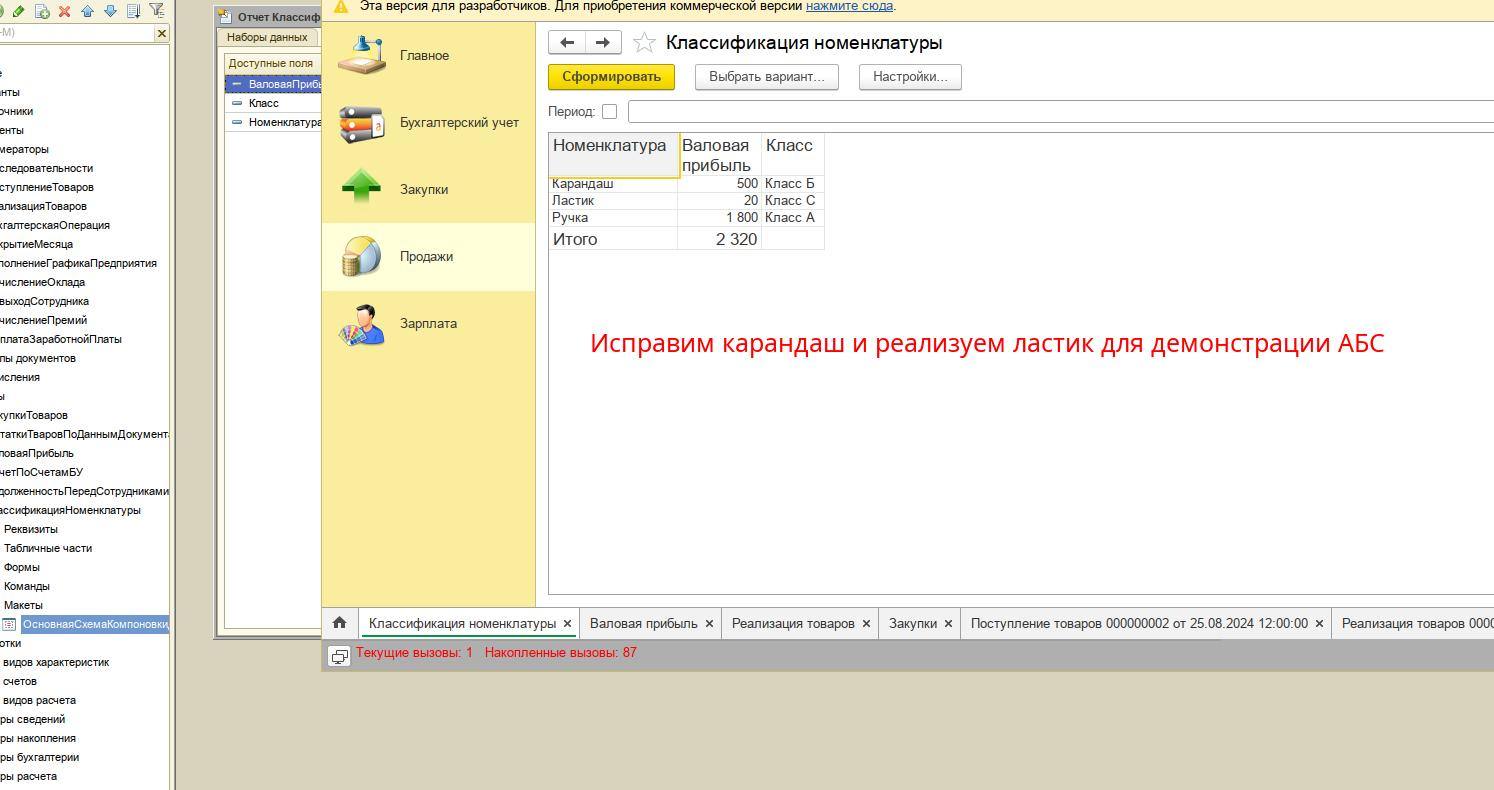 Эта версия для разработчиков. Для приобретения коммерческой версии нажмите сюда.
-М)
Отчет Классиф
Наборы данных
Доступные поля
ВаловаяПрибы
Класс
Номенклатура
е
анты
очники
енты
мераторы
следовательности
ступлениеТоваров
ализацияТоваров
хгалтерскаяОперация
крытиеМесяца
полнениеГрафикаПредприятия
числениеОклада
выходСотрудника
числениеПремий
платаЗаработнойПлаты
лы документов
исления
ы
купкиТоваров
таткиТваровПоДаннымДокумента
ловаяПрибыль
четПоСчетамБУ
долженностьПередСотрудниками
ассификацияНоменклатуры
Реквизиты
Табличные части
Формы
Команды
Макеты
ОсновнаяСхемаКомпоновки
отки
видов характеристик
счетов
видов расчета
ры сведений
ры накопления
ры бухгалтерии
ры расчета
Главное
Бухгалтерский учет
Закупки
Продажи
Зарплата
Классификация номенклатуры
Сформировать Выбрать вариант... Настройки...
Период:
Номенклатура Валовая прибыль Класс
Карандаш 500 Класс Б
Ластик 20 Класс С
Ручка 1 800 Класс А
Итого 2 320
Исправим карандаш и реализуем ластик для демонстрации АБС
Классификация номенклатуры × Валовая прибыль × Реализация товаров × Закупки × Поступление товаров 000000002 от 25.08.2024 12:00:00 × Реализация товаров 0000
Текущие вызовы: 1 Накопленные вызовы: 87